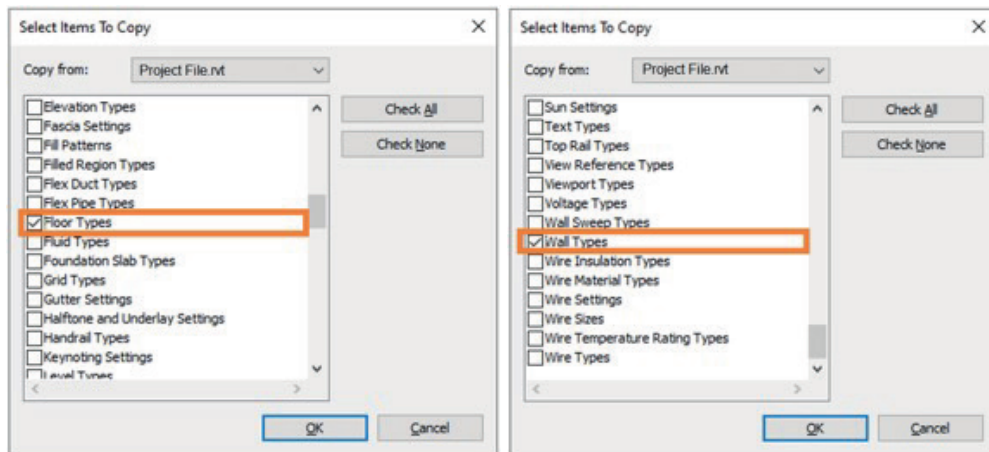 Select Items To Copy
Copy from: Project File.rvt
Elevation Types
Fascia Settings
Fill Patterns
Filled Region Types
Flex Duct Types
Flex Pipe Types
Floor Types
Fluid Types
Foundation Slab Types
Grid Types
Gutter Settings
Halftone and Underlay Settings
Handrail Types
Keynoting Settings
Level Types
Check All
Check None
OK
Cancel
Select Items To Copy
Copy from: Project File.rvt
Sun Settings
Text Types
Top Rail Types
View Reference Types
Viewport Types
Voltage Types
Wall Sweep Types
Wall Types
Wire Insulation Types
Wire Material Types
Wire Settings
Wire Sizes
Wire Temperature Rating Types
Wire Types
Check All
Check None
OK
Cancel